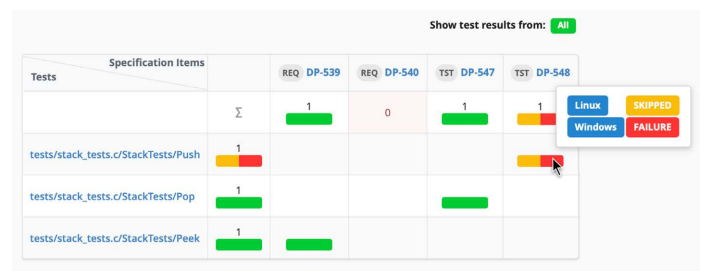 Show test results from: All
Specification Items
Tests
REQ DP-539 REQ DP-540 TST DP-547 TST DP-548
Σ 1 0 1 1
Linux SKIPPED
Windows FAILURE
tests/stack_tests.c/StackTests/Push 1
tests/stack_tests.c/StackTests/Pop 1
tests/stack_tests.c/StackTests/Peek 1